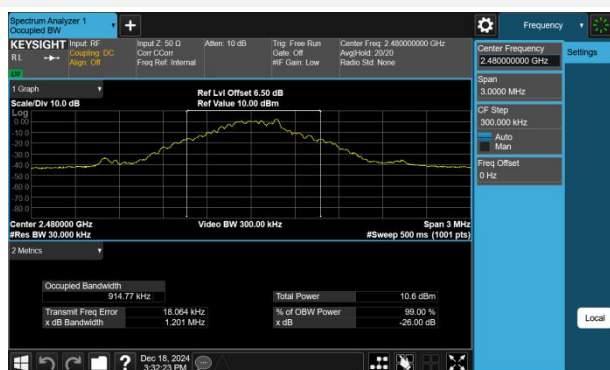 Spectrum Analyzer 1
Occupied BW
Frequency
KEYSIGHT
RL
Input: RF
Coupling: DC
Align: Off
Input Z: 50 Ω
Corr CCorr
Freq Ref: Internal
Atten: 10 dB
Trig: Free Run
Gate: Off
#IF Gain: Low
Center Freq: 2.480000000 GHz
Avg|Hold: 20/20
Radio Std: None
Center Frequency
2.480000000 GHz
Settings
Span
3.0000 MHz
CF Step
300.000 kHz
Auto
Man
Freq Offset
0 Hz
1 Graph
Scale/Div 10.0 dB
Ref Lvl Offset 6.50 dB
Ref Value 10.00 dBm
Log
0.00
-10.0
-20.0
-30.0
-40.0
-50.0
-60.0
-70.0
-80.0
Center 2.480000 GHz
#Res BW 30.000 kHz
Video BW 300.00 kHz
Span 3 MHz
#Sweep 500 ms (1001 pts)
2 Metrics
Occupied Bandwidth
914.77 kHz
Total Power
10.6 dBm
Transmit Freq Error
18.064 kHz
% of OBW Power
99.00 %
x dB Bandwidth
1.201 MHz
x dB
-26.00 dB
Local
?
Dec 18, 2024
3:32:23 PM